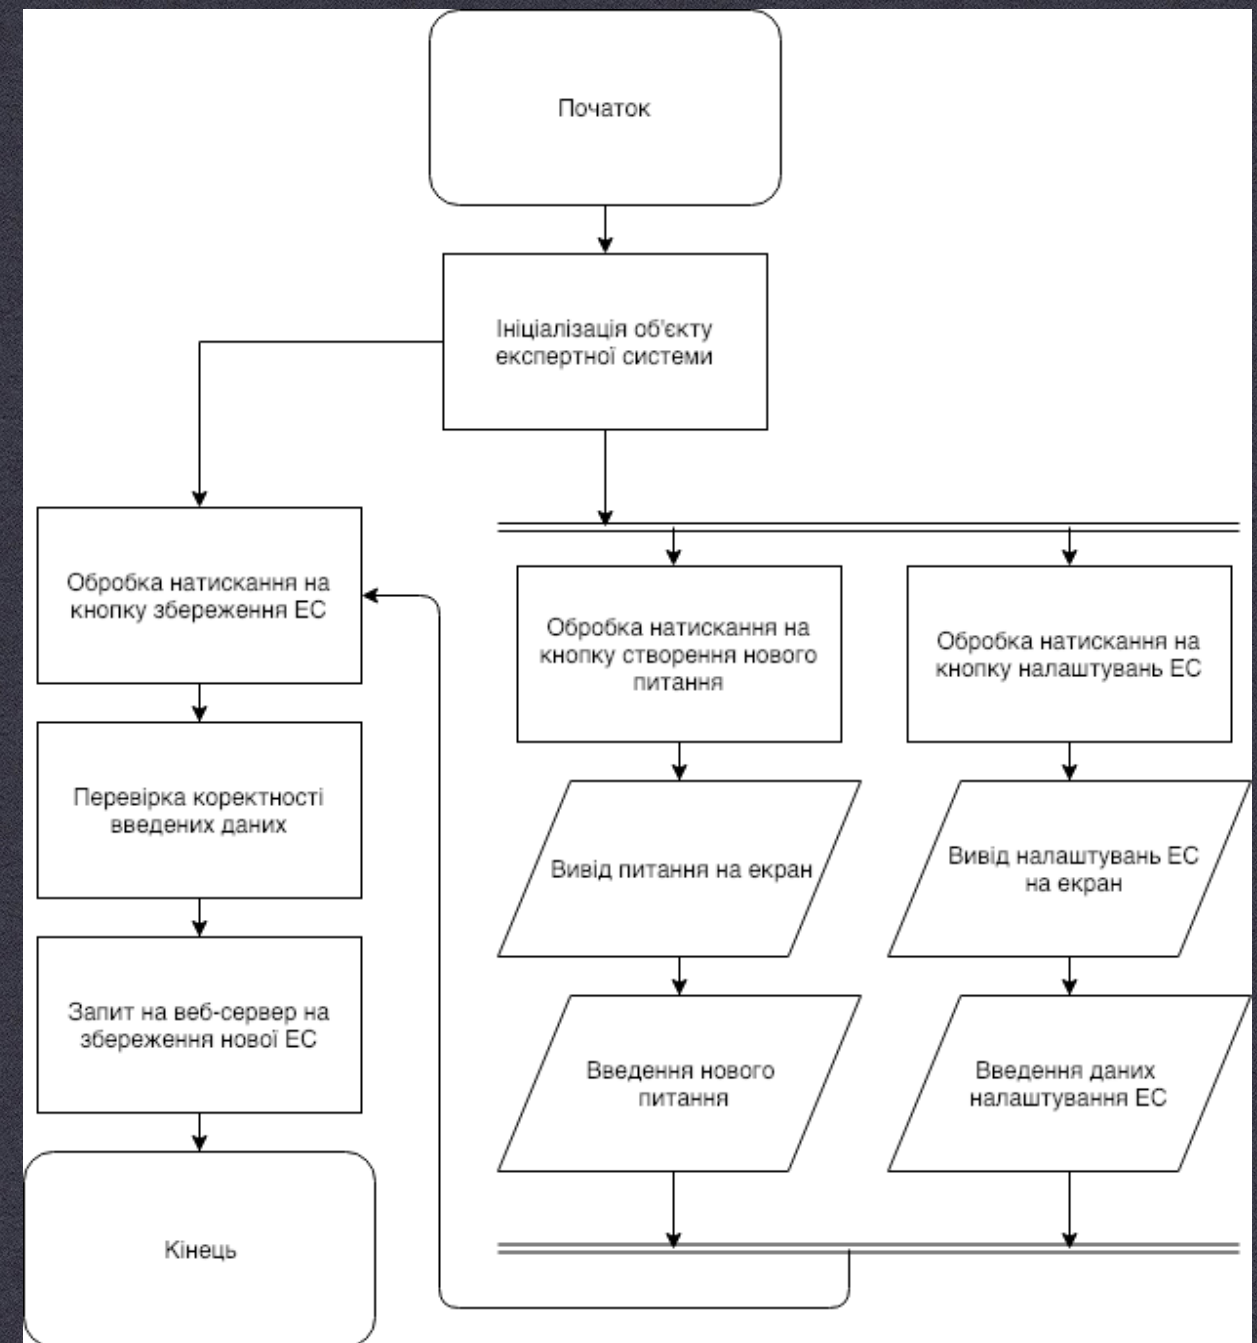 Початок
Ініціалізація об'єкту
експертної системи
Обробка натискання на
кнопку збереження ЕС
Перевірка коректності
введених даних
Запит на веб-сервер на
збереження нової ЕС
Кінець
Обробка натискання на
кнопку створення нового
питання
Вивід питання на екран
Введення нового
питання
Обробка натискання на
кнопку налаштувань ЕС
Вивід налаштувань ЕС
на екран
Введення даних
налаштування ЕС